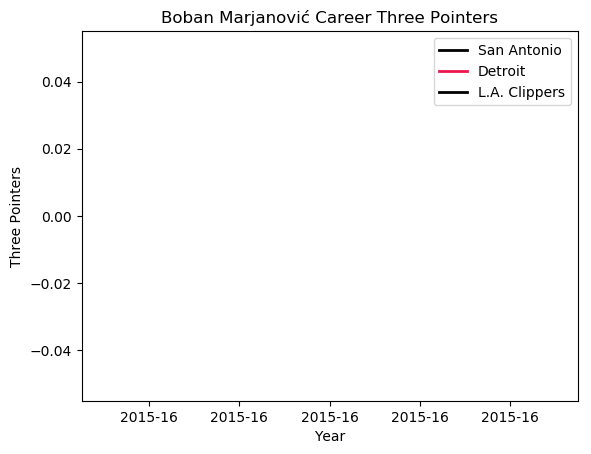 Boban Marjanović Career Three Pointers
San Antonio
Detroit
L.A. Clippers
0.04
0.02
0.00
−0.02
−0.04
Three Pointers
2015-16 2015-16 2015-16 2015-16 2015-16
Year